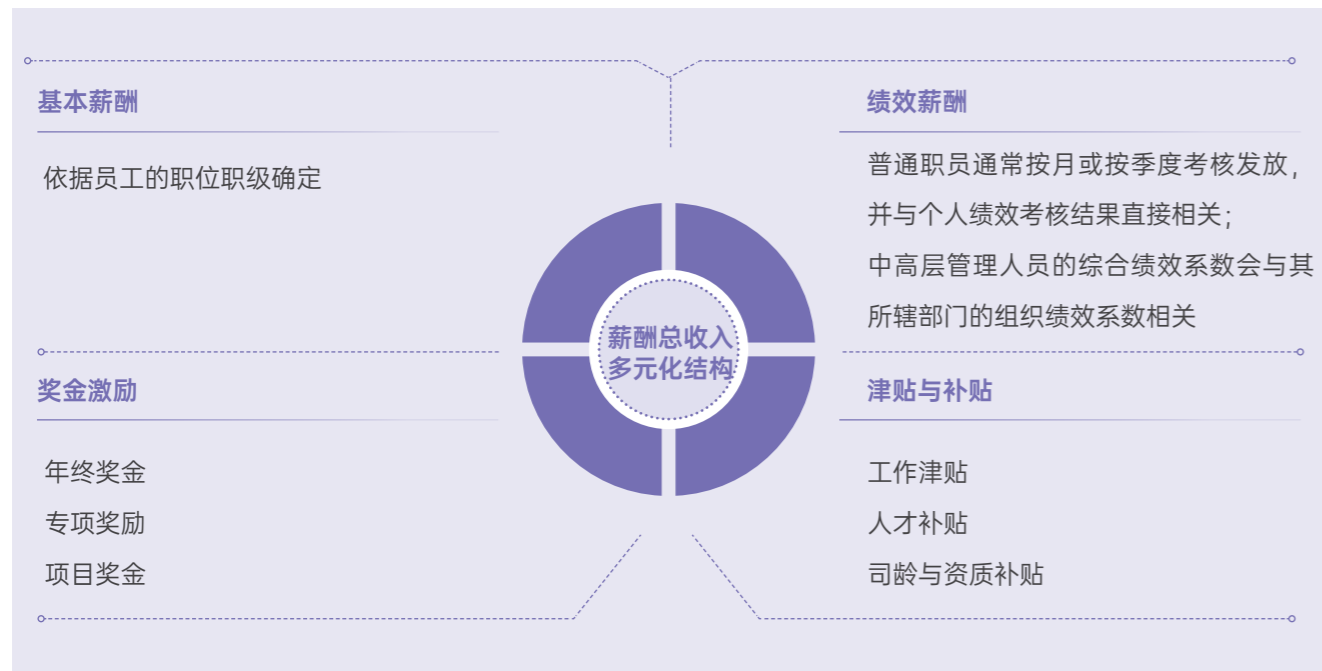 基本薪酬
依据员工的职位职级确定
绩效薪酬
普通职员通常按月或按季度考核发放，
并与个人绩效考核结果直接相关；
中高层管理人员的综合绩效系数会与其
所辖部门的组织绩效系数相关
薪酬总收入
多元化结构
奖金激励
年终奖金
专项奖励
项目奖金
津贴与补贴
工作津贴
人才补贴
司龄与资质补贴